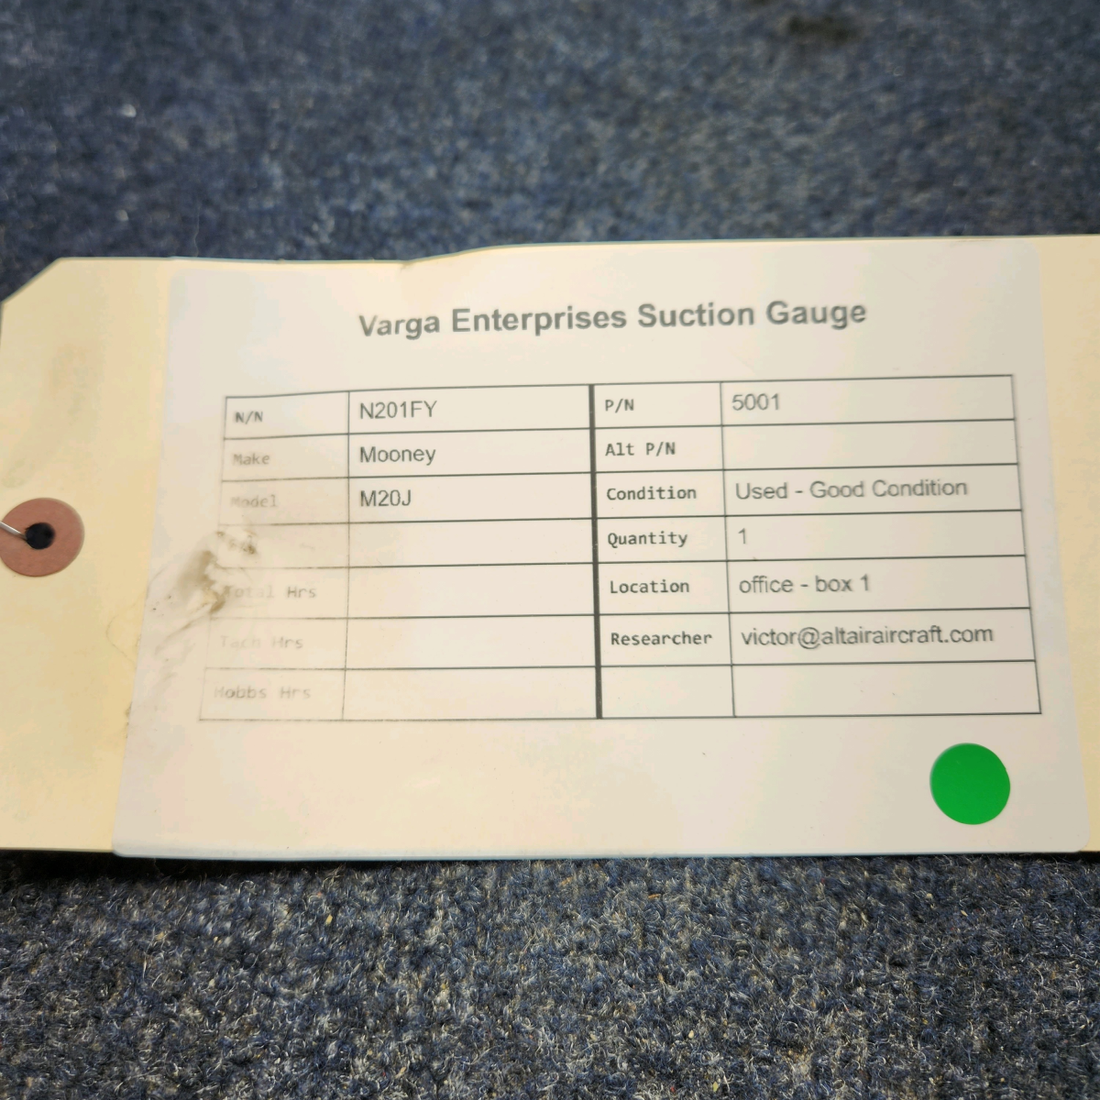 Varga Enterprises Suction Gauge
N/N N201FY P/N 5001
Make Mooney Alt P/N
Model M20J Condition Used - Good Condition
Quantity 1
Total Hrs Location office - box 1
Tach Hrs Researcher victor@altairaircraft.com
Hobbs Hrs